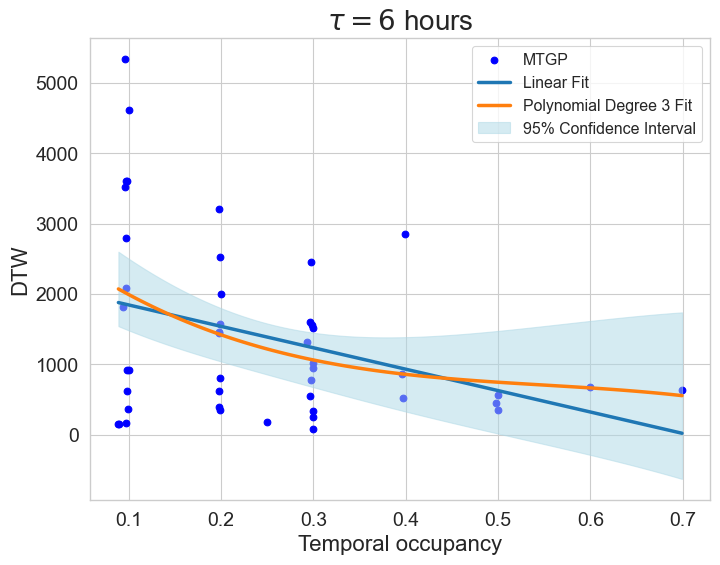 τ = 6 hours
MTGP
Linear Fit
Polynomial Degree 3 Fit
95% Confidence Interval
DTW
5000
4000
3000
2000
1000
0
0.1 0.2 0.3 0.4 0.5 0.6 0.7
Temporal occupancy